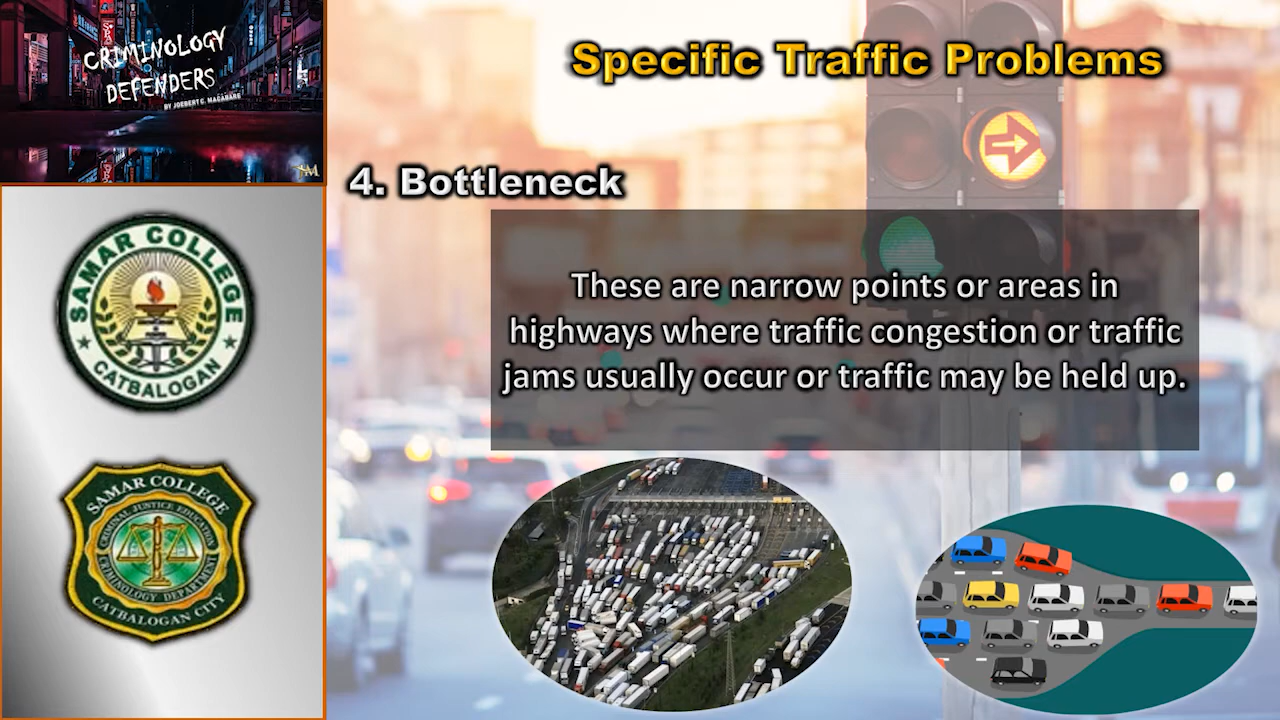 CRIMINOLOGY
DEFENDERS
BY JOEBERT C. MACABARE
SAMAR COLLEGE
CATBALOGAN
SAMAR COLLEGE
CRIMINAL JUSTICE EDUCATION
CRIMINOLOGY DEPARTMENT
CATBALOGAN CITY
Specific Traffic Problems
4. Bottleneck
These are narrow points or areas in
highways where traffic congestion or traffic
jams usually occur or traffic may be held up.